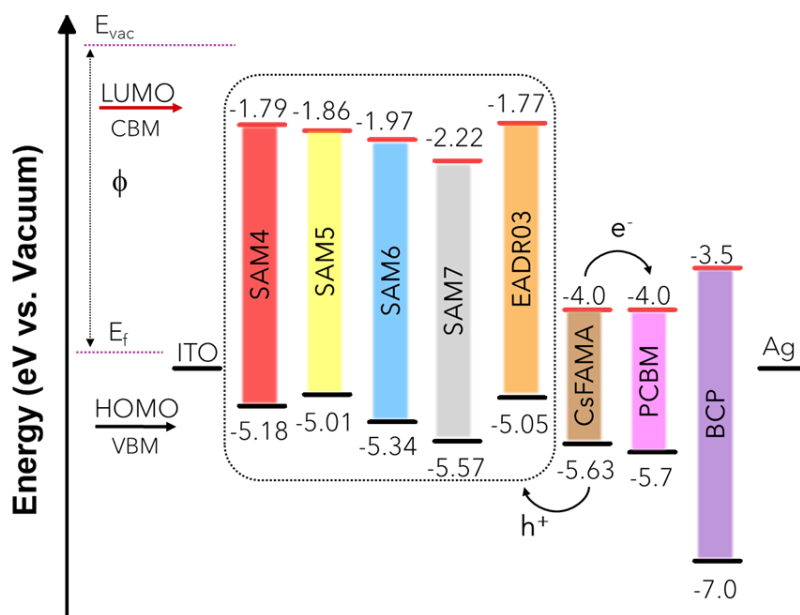 Energy (eV vs. Vacuum)
Evac
LUMO
CBM
ϕ
Ef
ITO
HOMO
VBM
-1.79
SAM4
-5.18
-1.86
SAM5
-5.01
-1.97
SAM6
-5.34
-2.22
SAM7
-5.57
-1.77
EADR03
-5.05
e-
h+
-4.0
CsFAMA
-5.63
-4.0
PCBM
-5.7
-3.5
BCP
-7.0
Ag